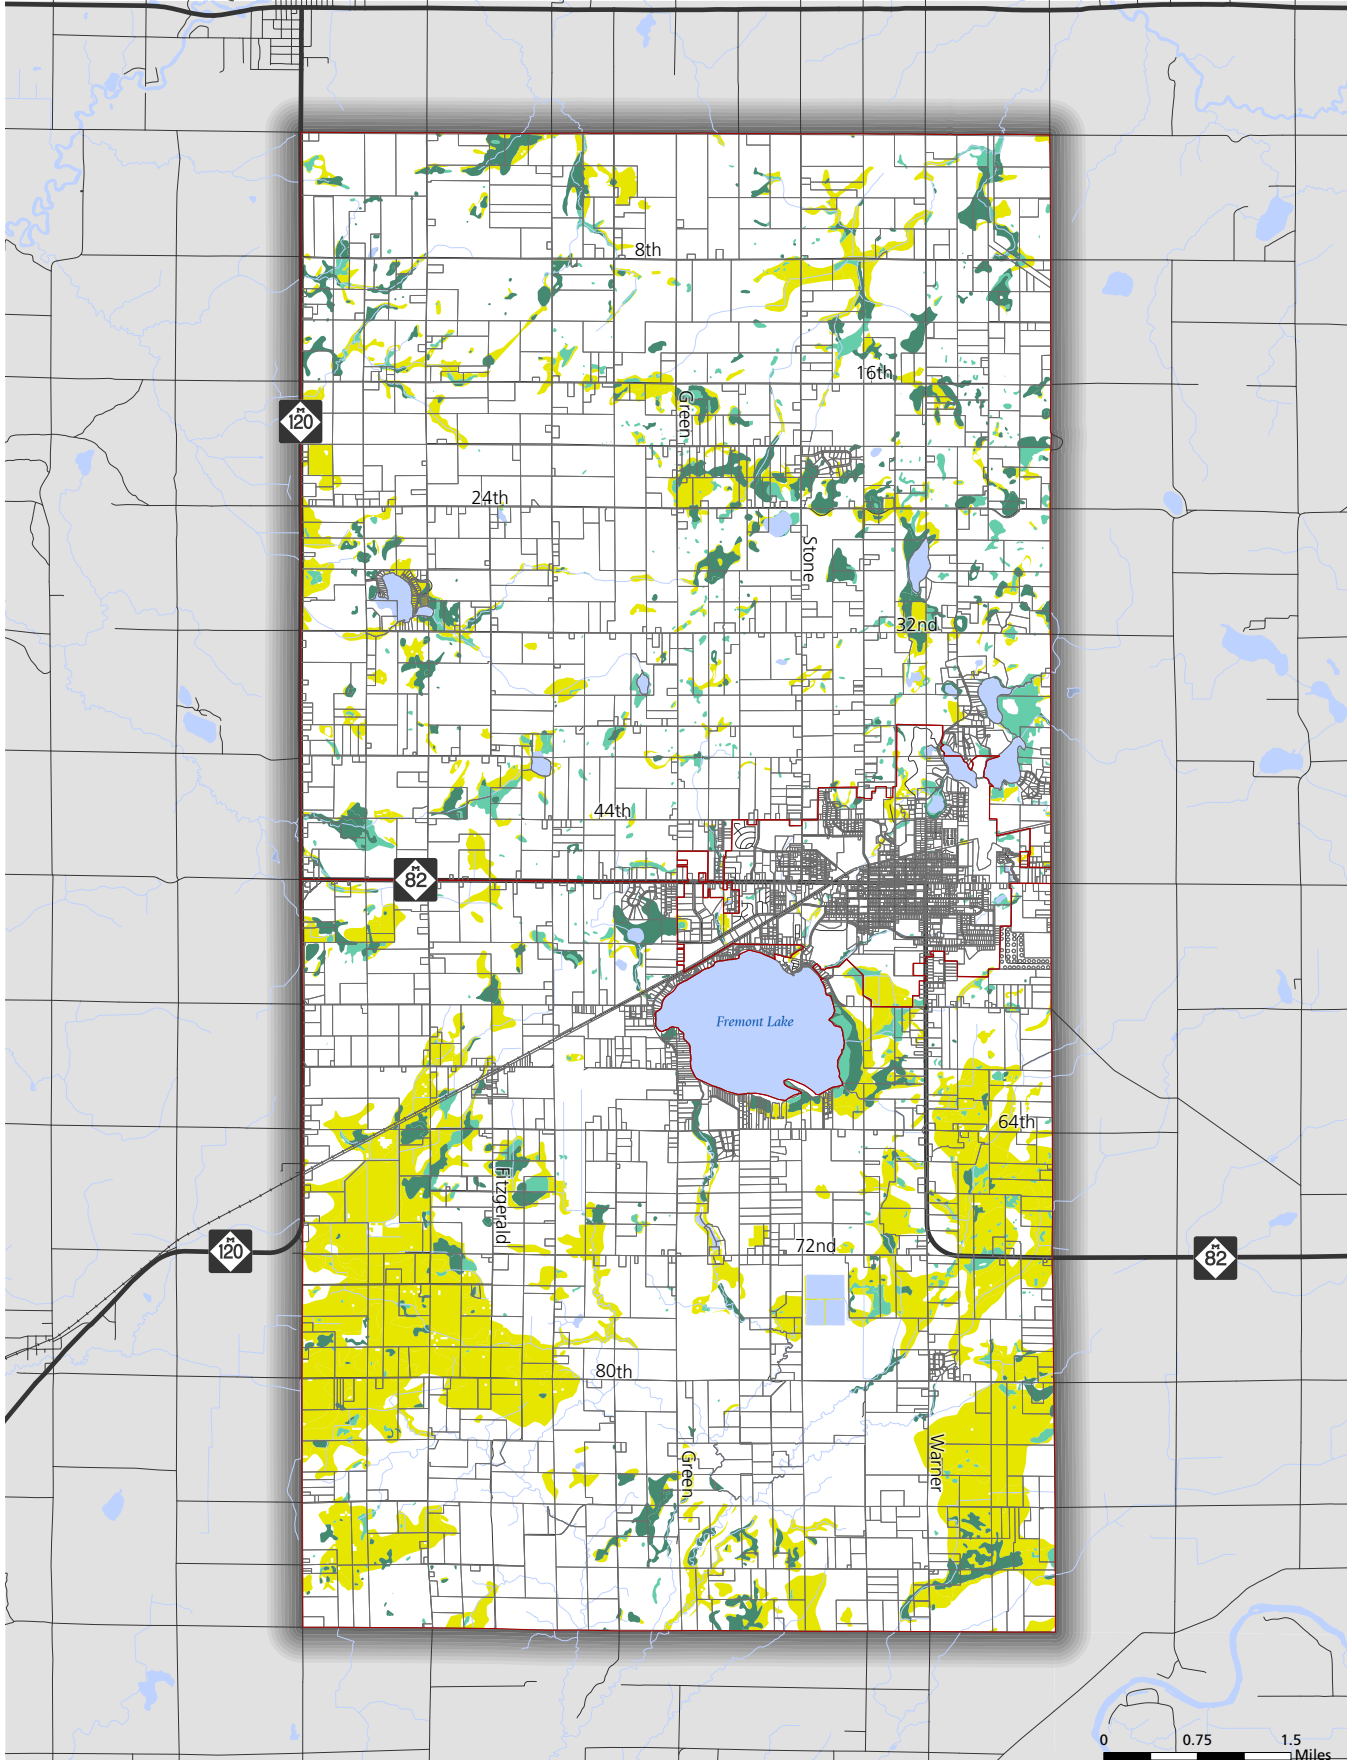 8th
16th
M
120
Green
24th
Stone
32nd
44th
M
82
Fremont Lake
64th
Fitzgerald
72nd
M
120
M
82
80th
Warner
Green
0 0.75 1.5
Miles